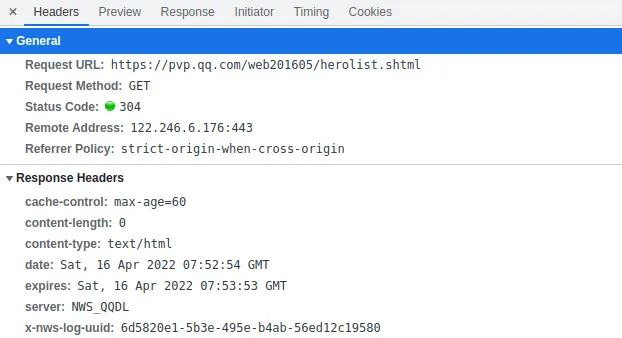 × Headers Preview Response Initiator Timing Cookies
General
Request URL: https://pvp.qq.com/web201605/herolist.shtml
Request Method: GET
Status Code: 304
Remote Address: 122.246.6.176:443
Referrer Policy: strict-origin-when-cross-origin
Response Headers
cache-control: max-age=60
content-length: 0
content-type: text/html
date: Sat, 16 Apr 2022 07:52:54 GMT
expires: Sat, 16 Apr 2022 07:53:53 GMT
server: NWS_QQDL
x-nws-log-uuid: 6d5820e1-5b3e-495e-b4ab-56ed12c19580